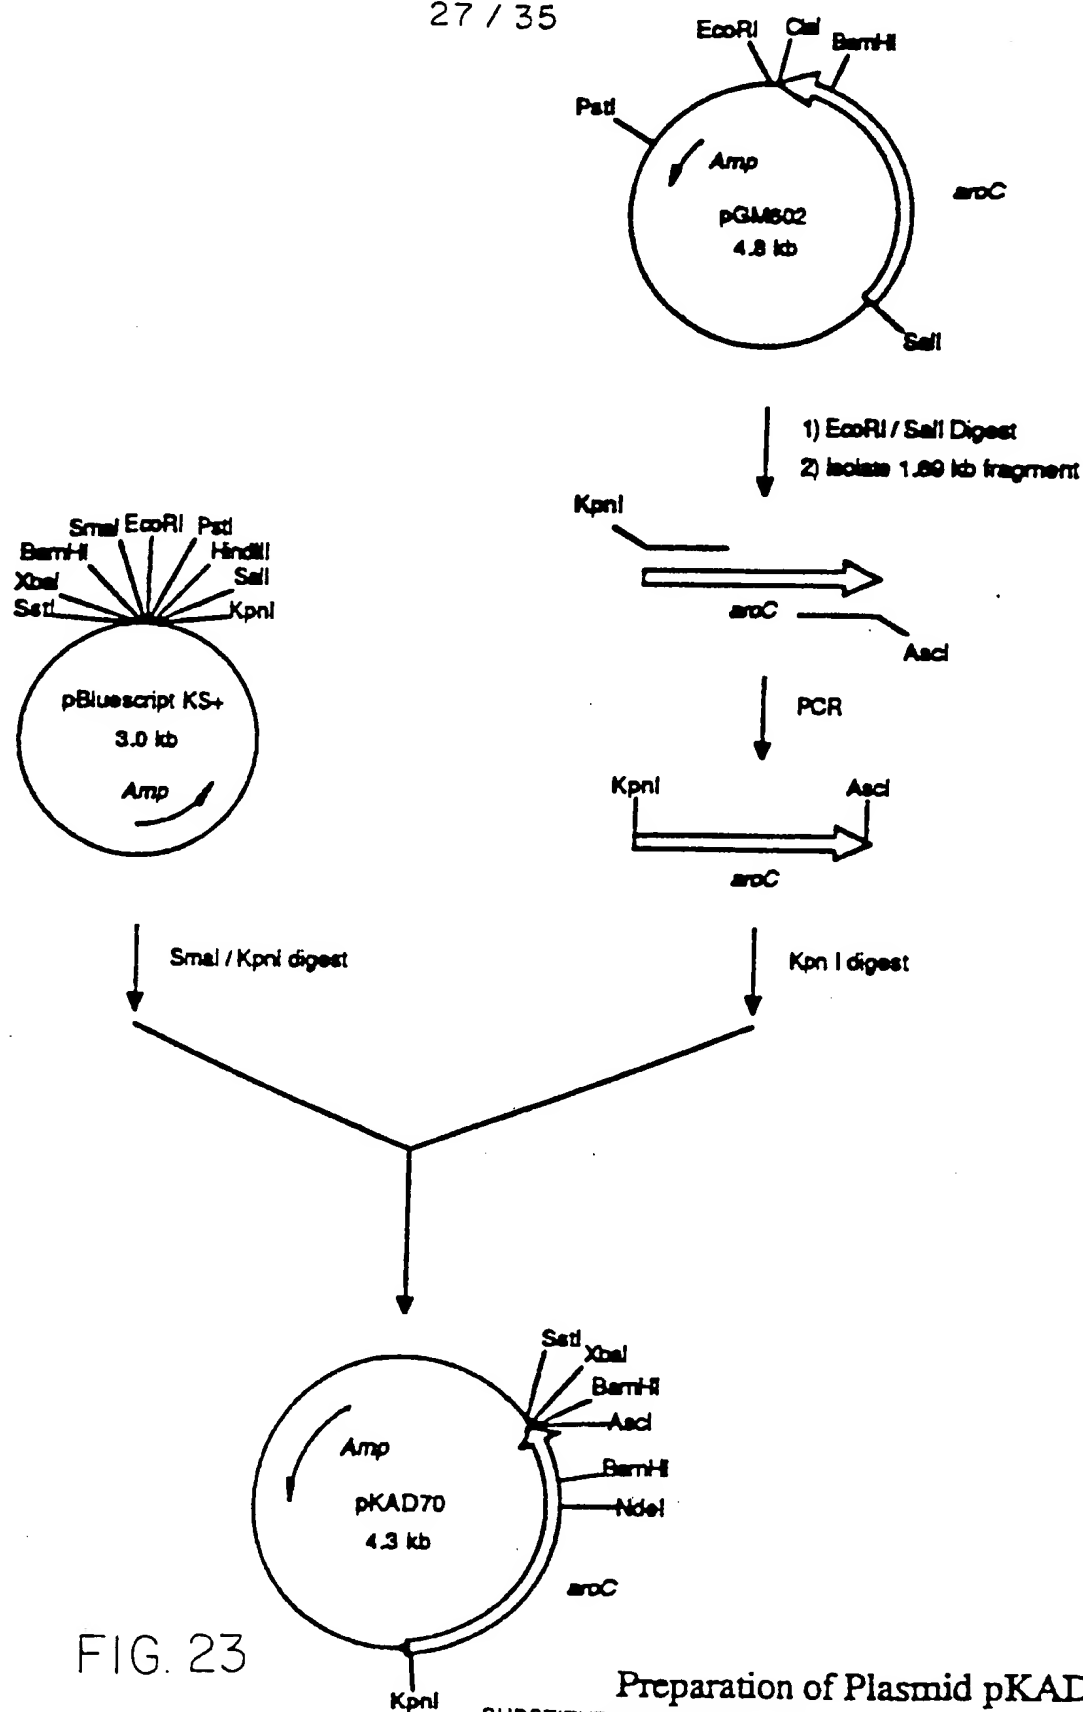 27 / 35
EcoRI
ClaI
BamHI
PstI
Amp
aroC
pGM602
4.8 kb
SalI
1) EcoRI / SalI Digest
2) Isolate 1.69 kb fragment
KpnI
aroC
AscI
PCR
KpnI
AscI
aroC
Kpn I digest
SmaI
EcoRI
PstI
BamHI
HindIII
XbaI
SalI
SstI
KpnI
pBluescript KS+
3.0 kb
Amp
SmaI / KpnI digest
SstI
XbaI
BamHI
AscI
Amp
BamHI
pKAD70
NdeI
4.3 kb
aroC
KpnI
FIG. 23
Preparation of Plasmid pKAD